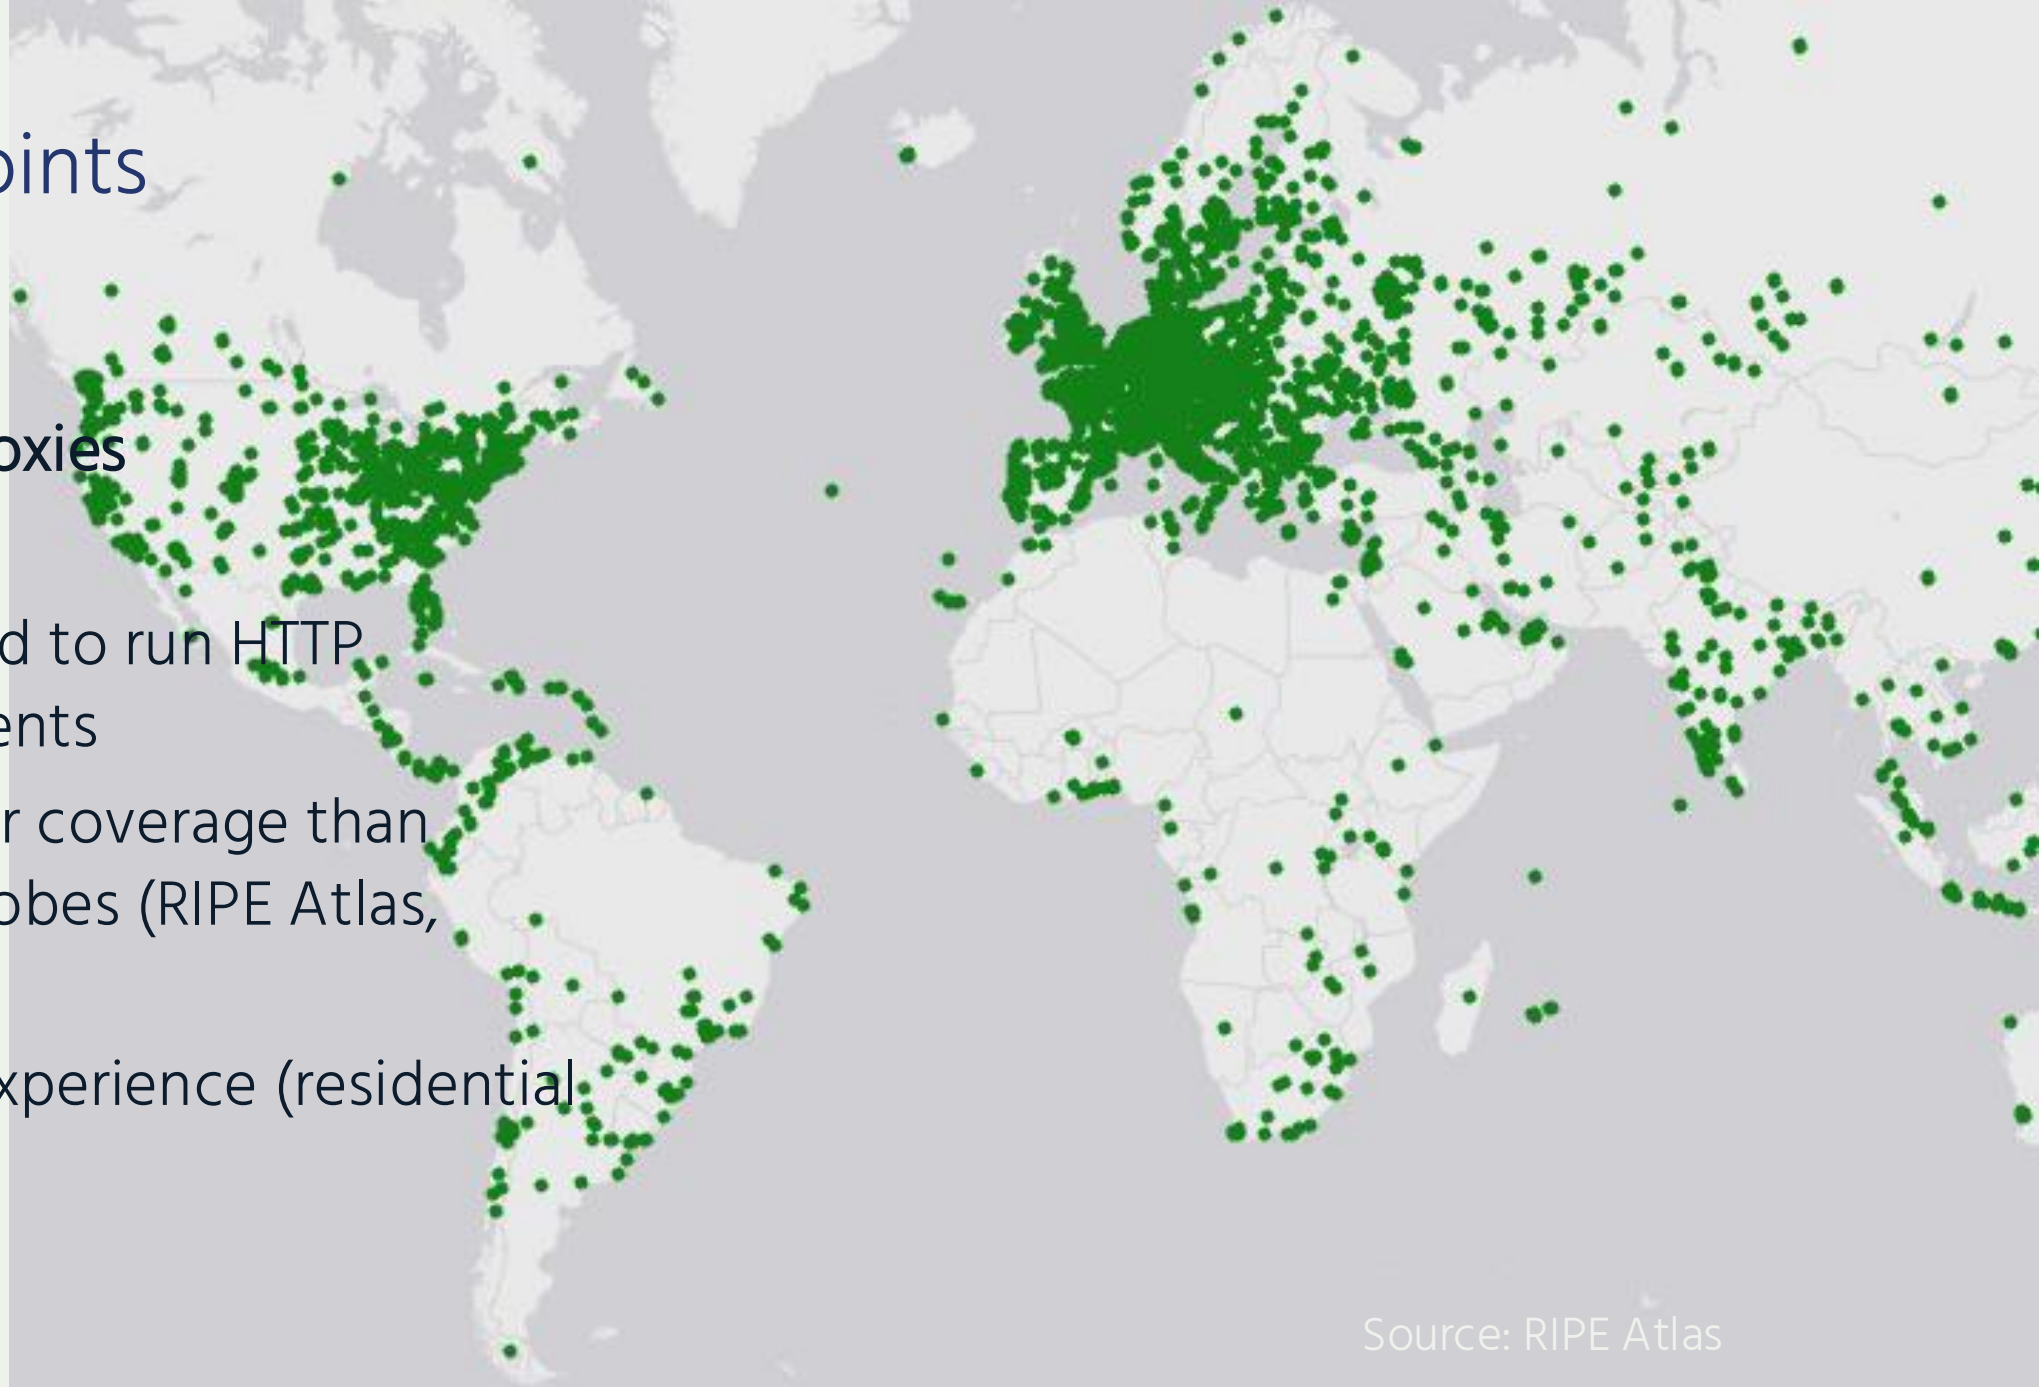 oints
oxies
d to run HTTP
ents
r coverage than
obes (RIPE Atlas,
xperience (residential
Source: RIPE Atlas